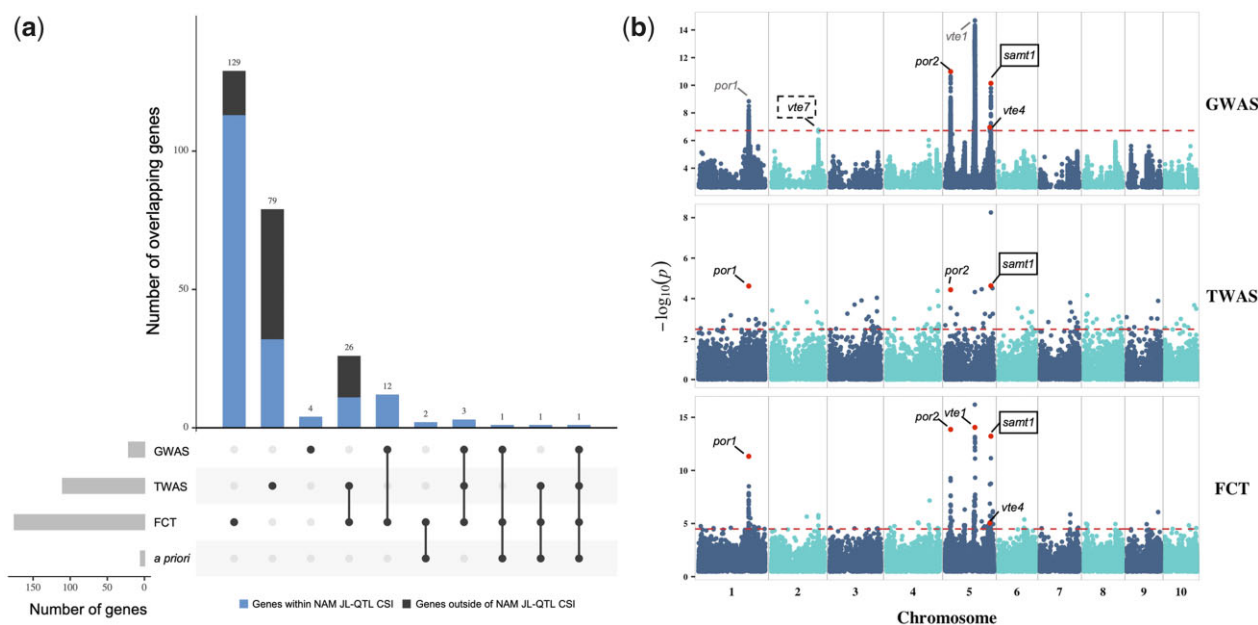 (a)
Number of overlapping genes
100
50
0
129
79
4
26
12
2
3
1
1
1
GWAS
TWAS
FCT
a priori
150 100 50 0
Number of genes
Genes within NAM JL-QTL CSI
Genes outside of NAM JL-QTL CSI
(b)
−log10(p)
14
12
10
8
6
4
por1
vte7
por2
vte1
samt1
vte4
GWAS
8
6
4
2
0
por1
por2
samt1
TWAS
15
10
5
0
por1
por2
vte1
samt1
vte4
FCT
1 2 3 4 5 6 7 8 9 10
Chromosome